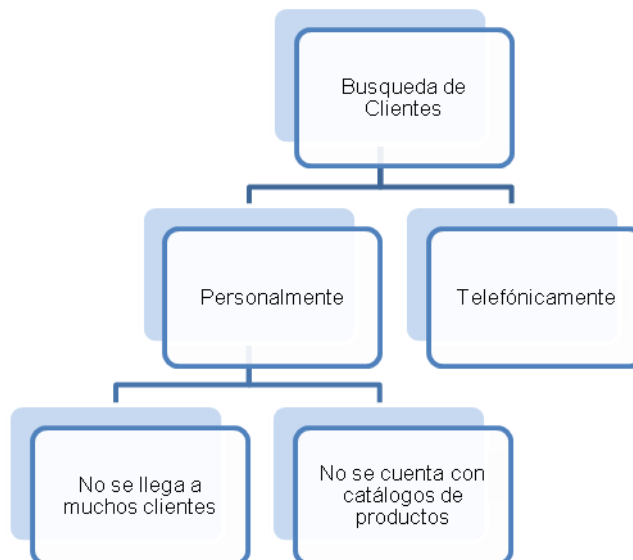 Busqueda de
Clientes
Personalmente
Telefónicamente
No se llega a
muchos clientes
No se cuenta con
catálogos de
productos